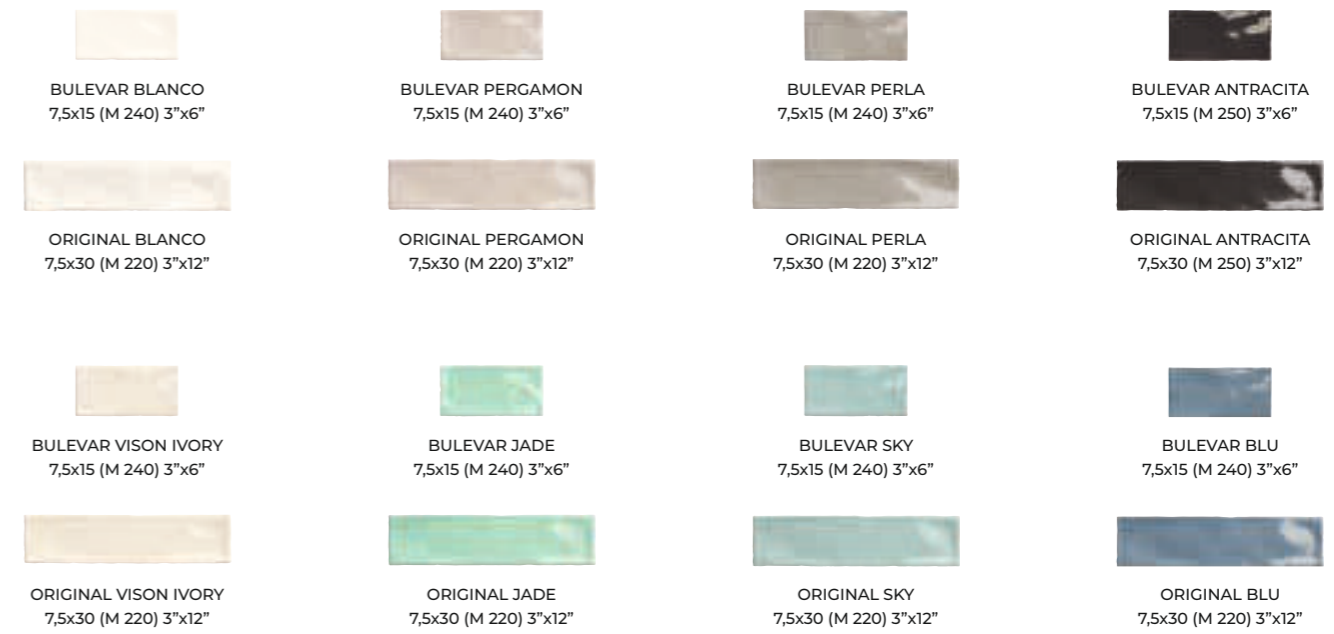 BULEVAR BLANCO
7,5x15 (M 240) 3”x6”
BULEVAR PERGAMON
7,5x15 (M 240) 3”x6”
BULEVAR PERLA
7,5x15 (M 240) 3”x6”
BULEVAR ANTRACITA
7,5x15 (M 250) 3”x6”
ORIGINAL BLANCO
7,5x30 (M 220) 3”x12”
ORIGINAL PERGAMON
7,5x30 (M 220) 3”x12”
ORIGINAL PERLA
7,5x30 (M 220) 3”x12”
ORIGINAL ANTRACITA
7,5x30 (M 250) 3”x12”
BULEVAR VISON IVORY
7,5x15 (M 240) 3”x6”
BULEVAR JADE
7,5x15 (M 240) 3”x6”
BULEVAR SKY
7,5x15 (M 240) 3”x6”
BULEVAR BLU
7,5x15 (M 240) 3”x6”
ORIGINAL VISON IVORY
7,5x30 (M 220) 3”x12”
ORIGINAL JADE
7,5x30 (M 220) 3”x12”
ORIGINAL SKY
7,5x30 (M 220) 3”x12”
ORIGINAL BLU
7,5x30 (M 220) 3”x12”